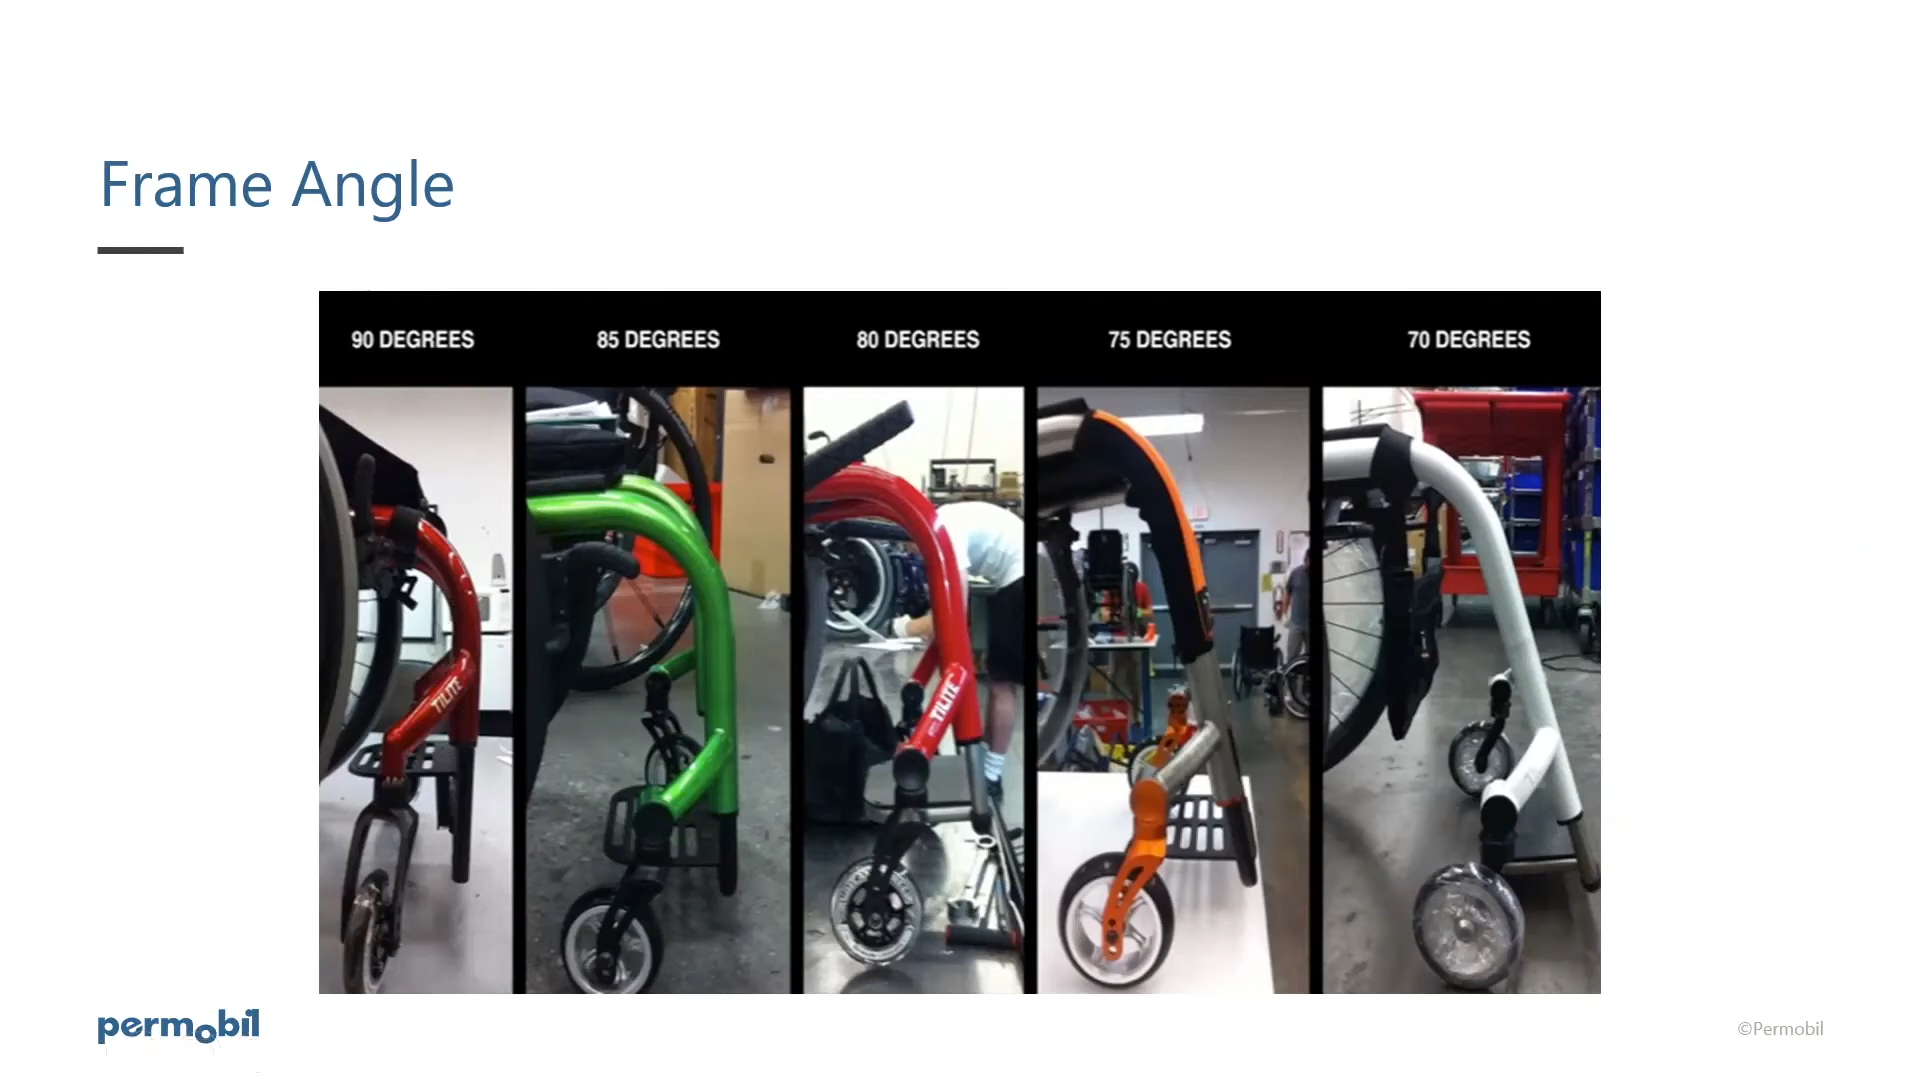 Frame Angle
90 DEGREES
85 DEGREES
80 DEGREES
75 DEGREES
70 DEGREES
TILITE
TILITE
permobil
©Permobil